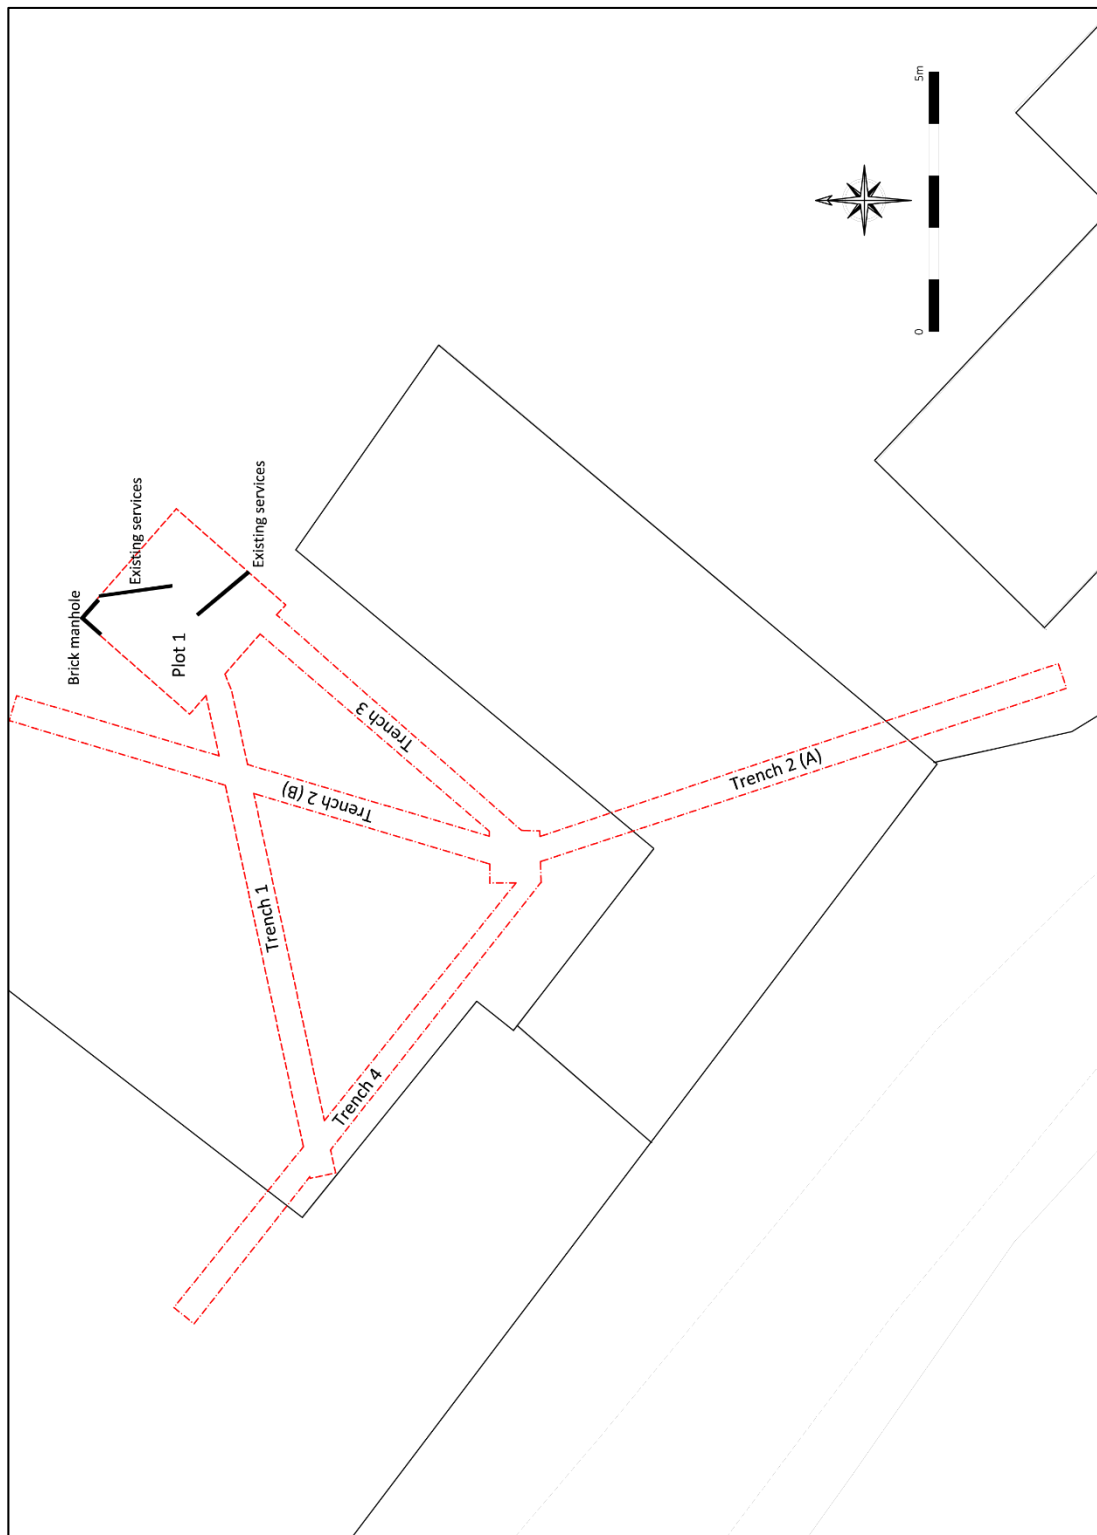 5m
0
Existing services
Existing services
Brick manhole
Plot 1
Trench 3
Trench 2 (B)
Trench 2 (A)
Trench 1
Trench 4